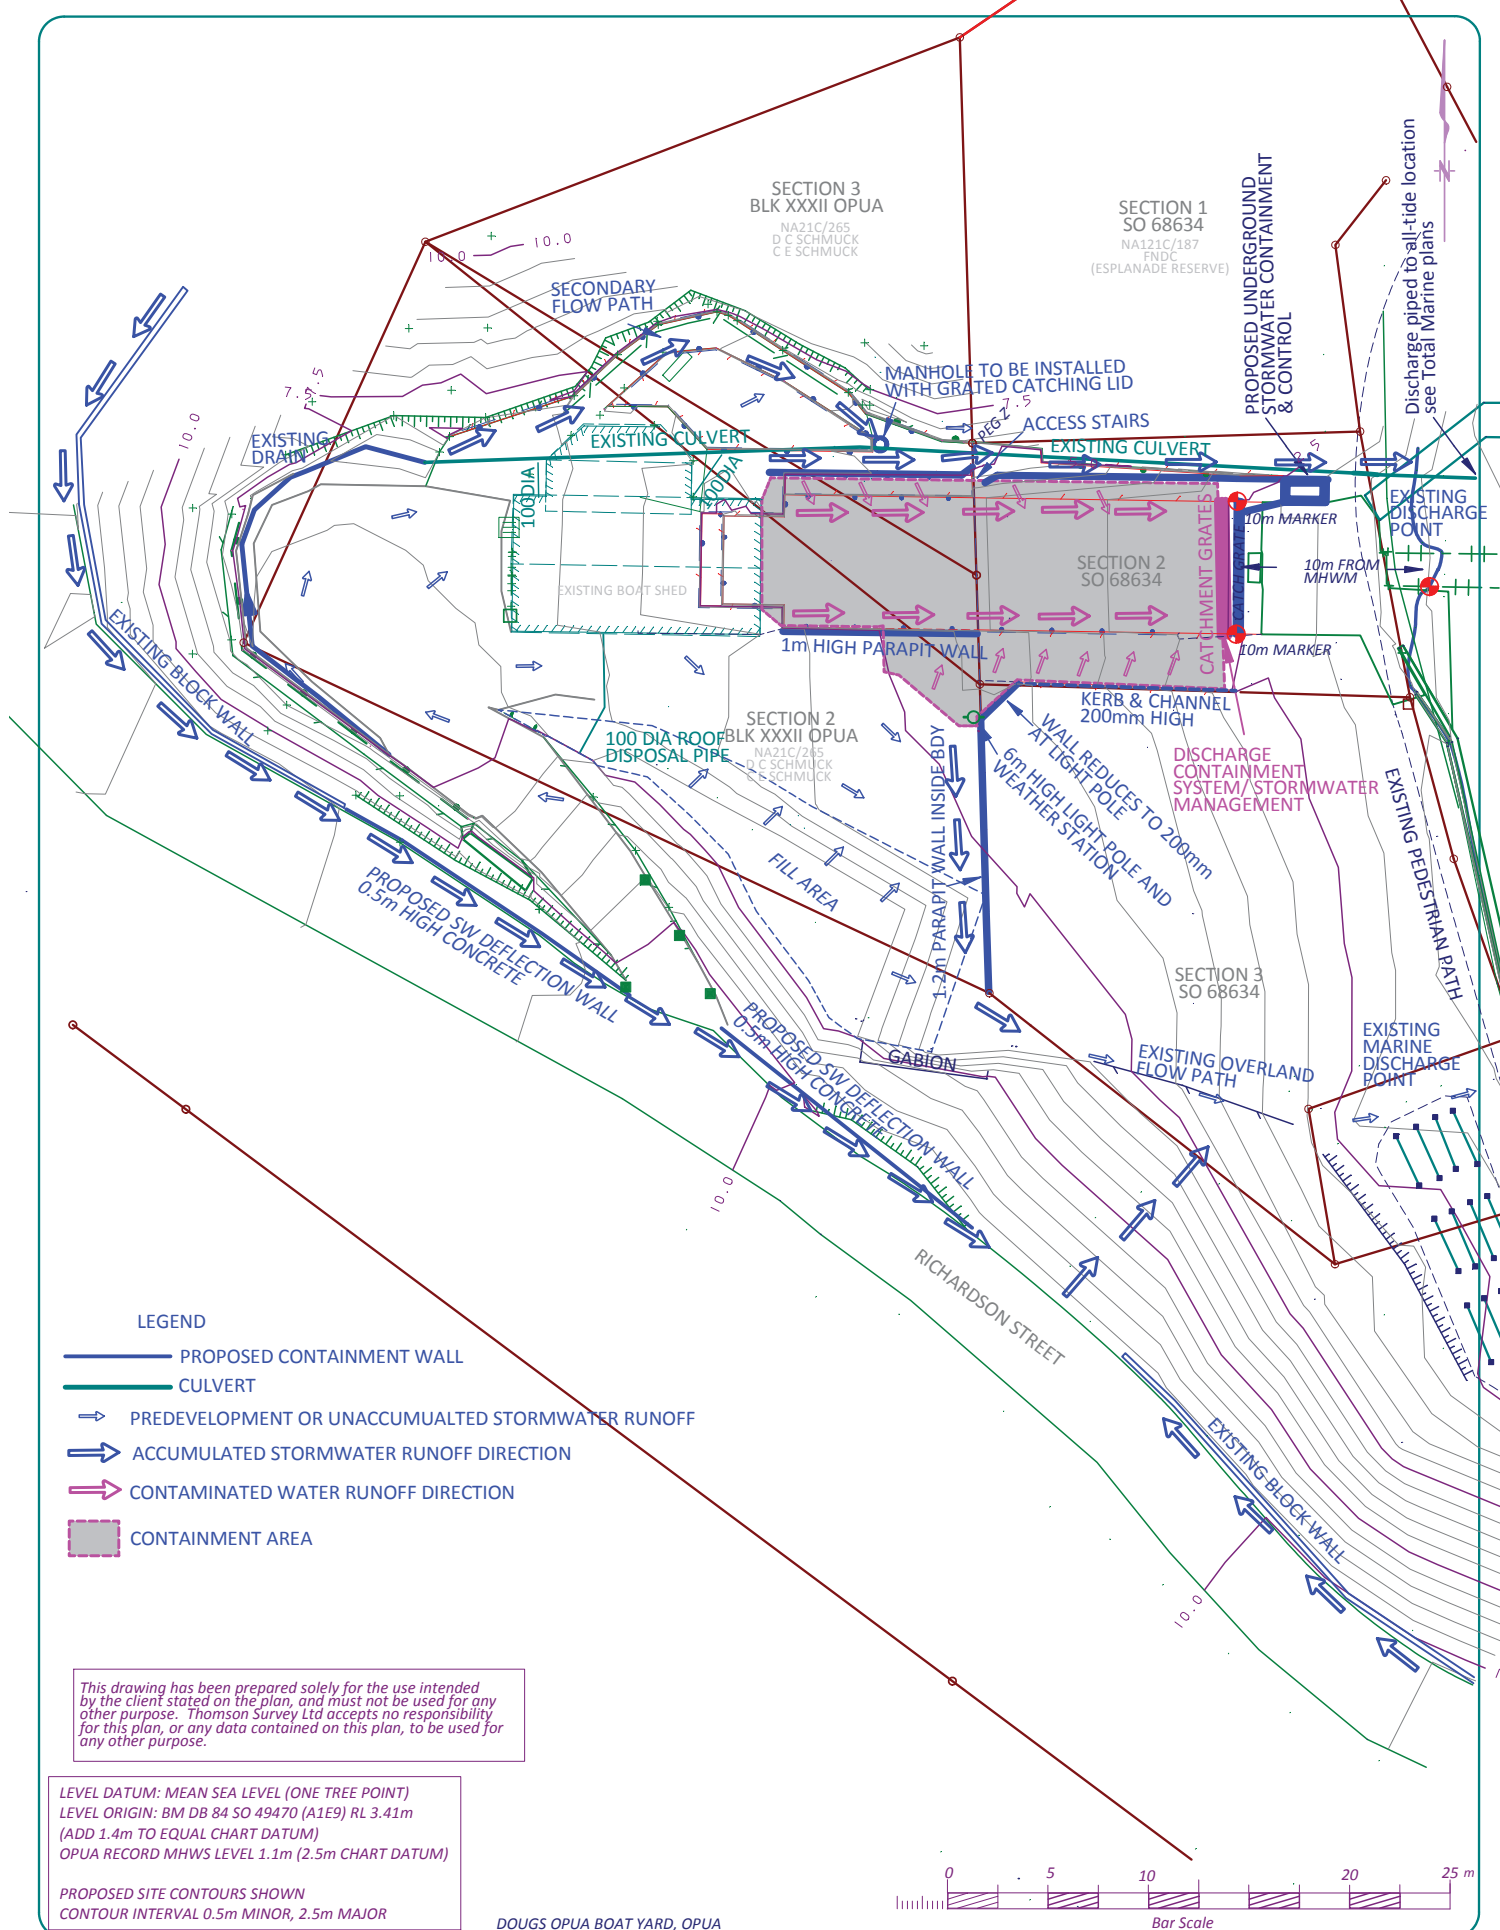 SECTION 3
BLK XXXII OPUA
NA21C/265
D C SCHMUCK
C E SCHMUCK
SECTION 1
SO 68634
NA121C/187
FNDC
(ESPLANADE RESERVE)
PROPOSED UNDERGROUND
STORMWATER CONTAINMENT
& CONTROL
Discharge piped to all-tide location
see Total Marine plans
N
10.0
10.0
SECONDARY
FLOW PATH
7.5
7.5
10.0
MANHOLE TO BE INSTALLED
WITH GRATED CATCHING LID
7.5
PEG 2
ACCESS STAIRS
EXISTING
DRAIN
EXISTING CULVERT
EXISTING CULVERT
2.5
100DIA
100DIA
EXISTING
DISCHARGE
POINT
10m MARKER
CATCHMENT GRATES
CATCH GRATE
SECTION 2
SO 68634
10m FROM
MHWM
EXISTING BOAT SHED
EXISTING BLOCK WALL
1m HIGH PARAPIT WALL
10m MARKER
KERB & CHANNEL
200mm HIGH
SECTION 2
BLK XXXII OPUA
NA21C/265
D C SCHMUCK
C E SCHMUCK
100 DIA ROOF
DISPOSAL PIPE
1.2m PARAPIT WALL INSIDE BDY
WALL REDUCES TO 200mm
AT LIGHT POLE
6m HIGH LIGHT POLE AND
WEATHER STATION
DISCHARGE
CONTAINMENT
SYSTEM/ STORMWATER
MANAGEMENT
EXISTING PEDESTRIAN PATH
FILL AREA
PROPOSED SW DEFLECTION WALL
0.5m HIGH CONCRETE
SECTION 3
SO 68634
PROPOSED SW DEFLECTION WALL
0.5m HIGH CONCRETE
GABION
EXISTING OVERLAND
FLOW PATH
EXISTING
MARINE
DISCHARGE
POINT
10.0
RICHARDSON STREET
EXISTING BLOCK WALL
10.0
LEGEND
PROPOSED CONTAINMENT WALL
CULVERT
PREDEVELOPMENT OR UNACCUMUALTED STORMWATER RUNOFF
ACCUMULATED STORMWATER RUNOFF DIRECTION
CONTAMINATED WATER RUNOFF DIRECTION
CONTAINMENT AREA
This drawing has been prepared solely for the use intended
by the client stated on the plan, and must not be used for any
other purpose. Thomson Survey Ltd accepts no responsibility
for this plan, or any data contained on this plan, to be used for
any other purpose.
LEVEL DATUM: MEAN SEA LEVEL (ONE TREE POINT)
LEVEL ORIGIN: BM DB 84 SO 49470 (A1E9) RL 3.41m
(ADD 1.4m TO EQUAL CHART DATUM)
OPUA RECORD MHWS LEVEL 1.1m (2.5m CHART DATUM)
PROPOSED SITE CONTOURS SHOWN
CONTOUR INTERVAL 0.5m MINOR, 2.5m MAJOR
DOUGS OPUA BOAT YARD, OPUA
0 5 10 20 25 m
Bar Scale